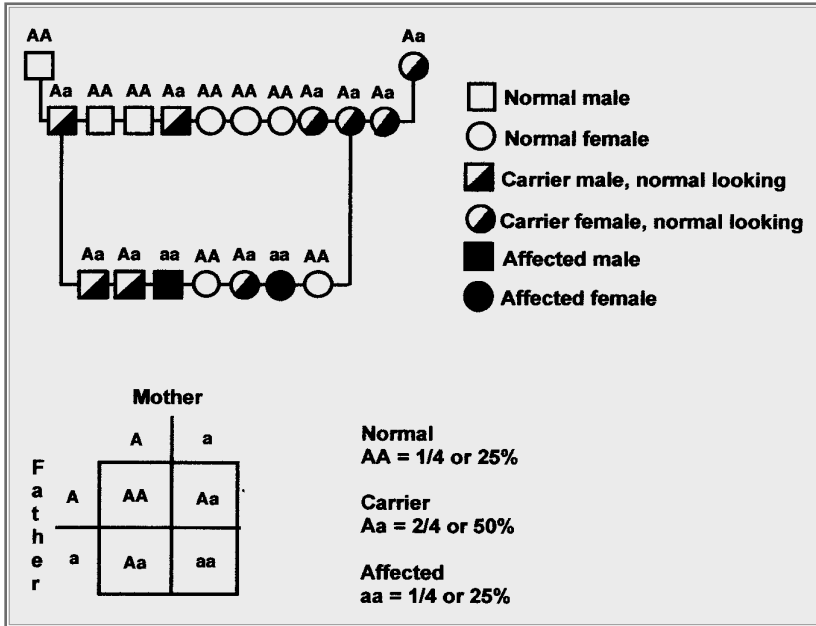 AA
Aa
Aa AA AA Aa AA AA AA Aa Aa Aa
Normal male
Normal female
Carrier male, normal looking
Carrier female, normal looking
Affected male
Affected female
Aa Aa aa AA Aa aa AA
Mother
A a
Father
A AA Aa
a Aa aa
Normal
AA = 1/4 or 25%
Carrier
Aa = 2/4 or 50%
Affected
aa = 1/4 or 25%